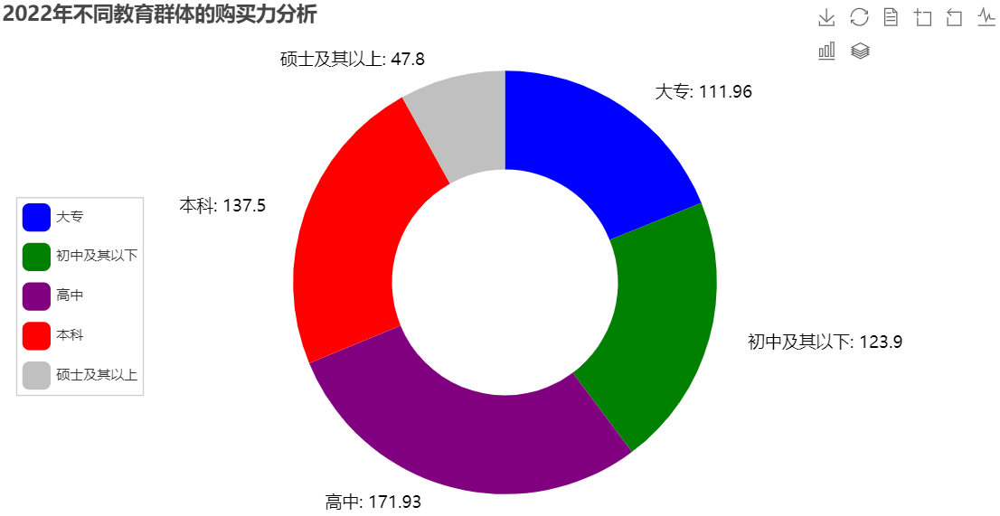 2022年不同教育群体的购买力分析
硕士及其以上: 47.8
大专: 111.96
本科: 137.5
大专
初中及其以下
高中
本科
硕士及其以上
初中及其以下: 123.9
高中: 171.93